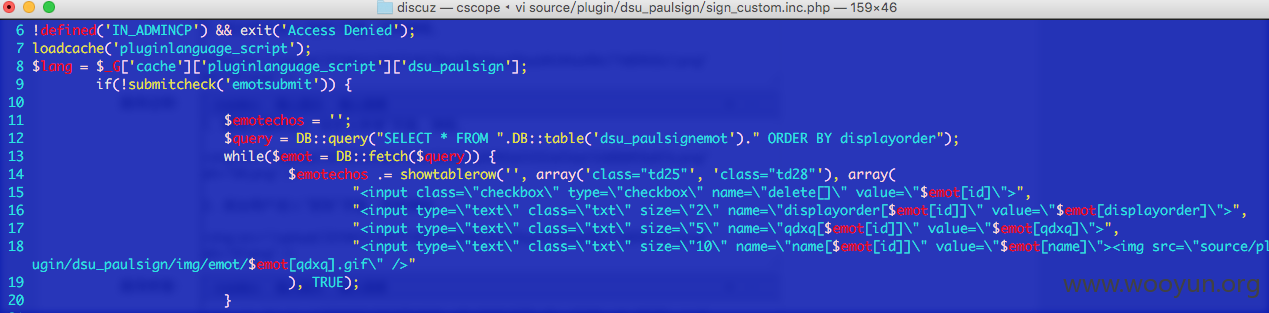 discuz — cscope ◂ vi source/plugin/dsu_paulsign/sign_custom.inc.php — 159×46
6 !defined('IN_ADMINCP') && exit('Access Denied');
7 loadcache('pluginlanguage_script');
8 $lang = $_G['cache']['pluginlanguage_script']['dsu_paulsign'];
9         if(!submitcheck('emotsubmit')) {
10
11                 $emotechos = '';
12                 $query = DB::query("SELECT * FROM ".DB::table('dsu_paulsignemot')." ORDER BY displayorder");
13                 while($emot = DB::fetch($query)) {
14                         $emotechos .= showtablerow('', array('class="td25"', 'class="td28"'), array(
15                                 "<input class=\"checkbox\" type=\"checkbox\" name=\"delete[]\" value=\"$emot[id]\">",
16                                 "<input type=\"text\" class=\"txt\" size=\"2\" name=\"displayorder[$emot[id]]\" value=\"$emot[displayorder]\">",
17                                 "<input type=\"text\" class=\"txt\" size=\"5\" name=\"qdxq[$emot[id]]\" value=\"$emot[qdxq]\">",
18                                 "<input type=\"text\" class=\"txt\" size=\"10\" name=\"name[$emot[id]]\" value=\"$emot[name]\"><img src=\"source/pl
ugin/dsu_paulsign/img/emot/$emot[qdxq].gif\" />"
19                         ), TRUE);
20                 }
www.wooyun.org